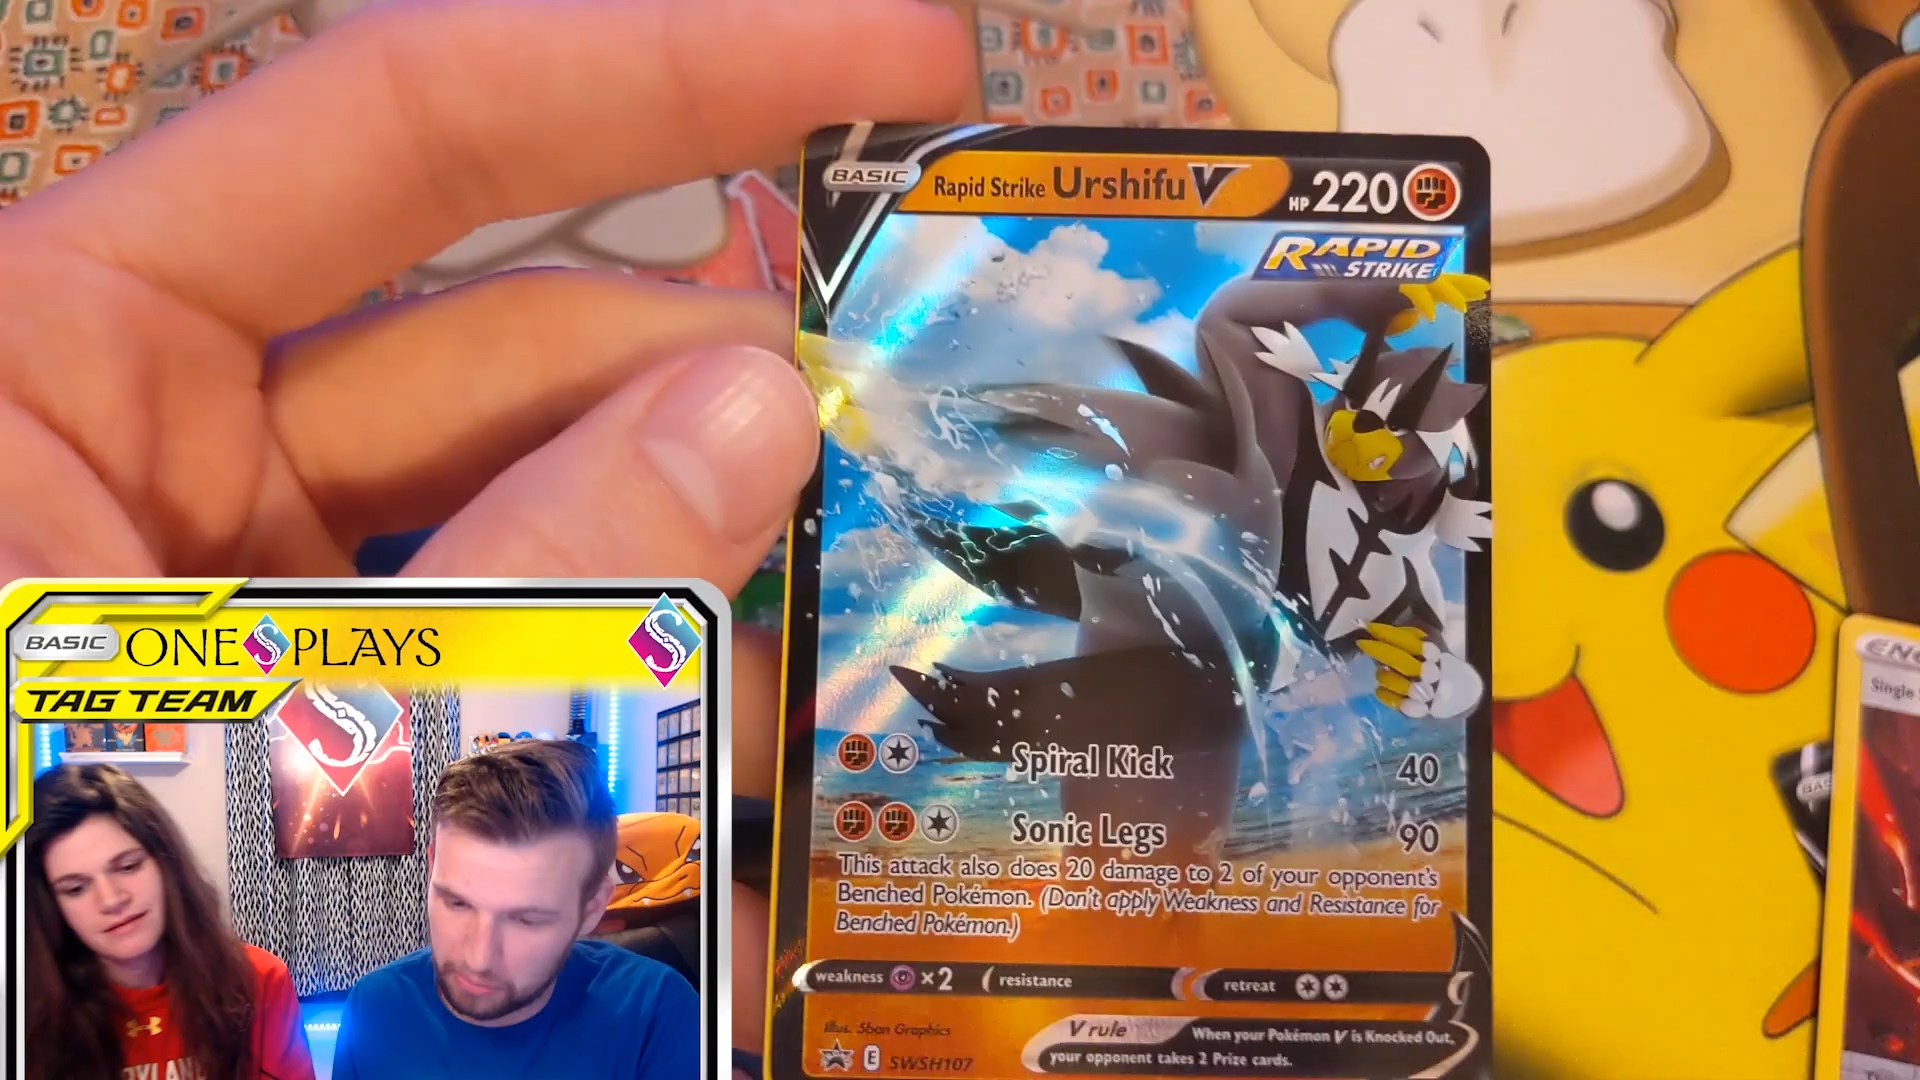 BASIC Rapid Strike Urshifu V HP 220
RAPID
STRIKE
Spiral Kick 40
Sonic Legs 90
This attack also does 20 damage to 2 of your opponent's
Benched Pokémon. (Don't apply Weakness and Resistance for
Benched Pokémon.)
weakness ×2 resistance retreat
Illus. 5ban Graphics
V rule When your Pokémon V is Knocked Out,
your opponent takes 2 Prize cards.
E SWSH107
BASIC ONE S PLAYS S
TAG TEAM
S
Single